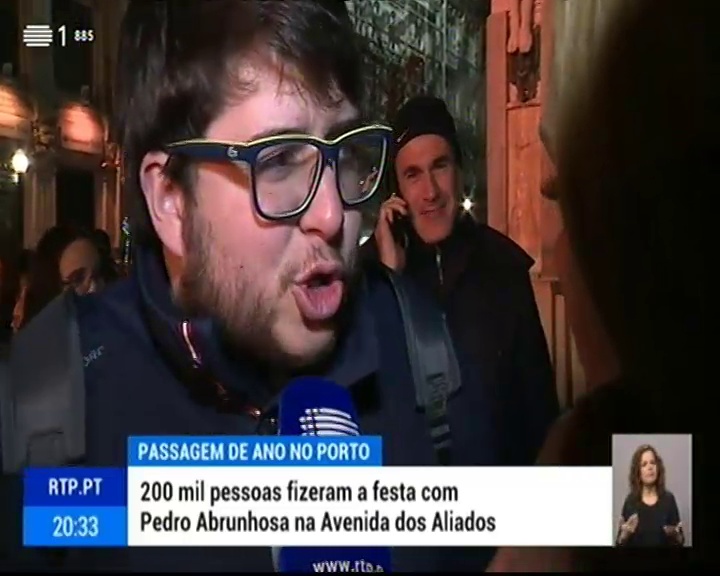 1 885
PASSAGEM DE ANO NO PORTO
RTP.PT
20:33
200 mil pessoas fizeram a festa com
Pedro Abrunhosa na Avenida dos Aliados
www.rtp.p